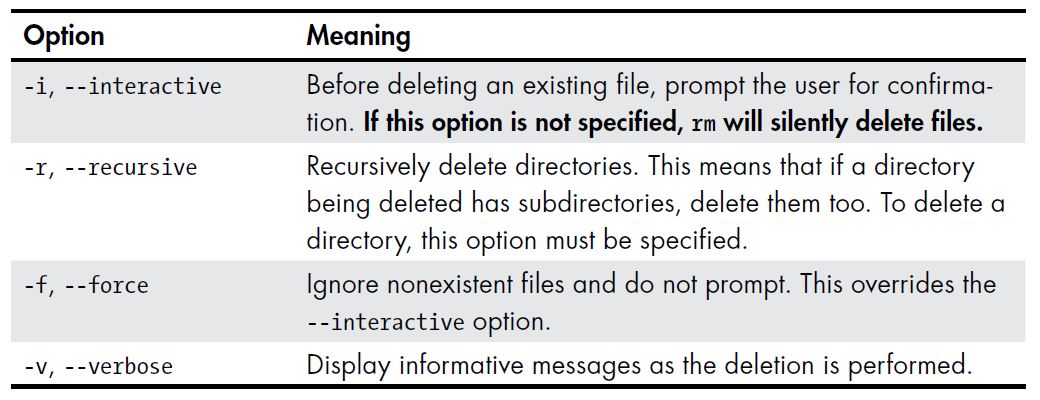 Option Meaning
-i, --interactive Before deleting an existing file, prompt the user for confirma-
tion. If this option is not specified, rm will silently delete files.
-r, --recursive Recursively delete directories. This means that if a directory
being deleted has subdirectories, delete them too. To delete a
directory, this option must be specified.
-f, --force Ignore nonexistent files and do not prompt. This overrides the
--interactive option.
-v, --verbose Display informative messages as the deletion is performed.